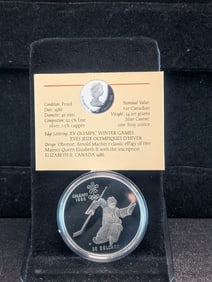 Condition: Proof
Date: 1986
Diameter: 40 mm.
Composition: 92.5% fine
silver, 7.5% copper
Nominal Value:
$20 Canadian
Weight: 34.107 grams
Silver Content:
one Troy ounce
Edge Lettering: XV OLYMPIC WINTER GAMES
XVES JEUX OLYMPIQUES D'HIVER
Design: Obverse: Arnold Machin's classic effigy of Her
Majesty Queen Elizabeth II with the inscription
ELIZABETH II, CANADA 1986.
CALGARY
1988
20 DOLLARS